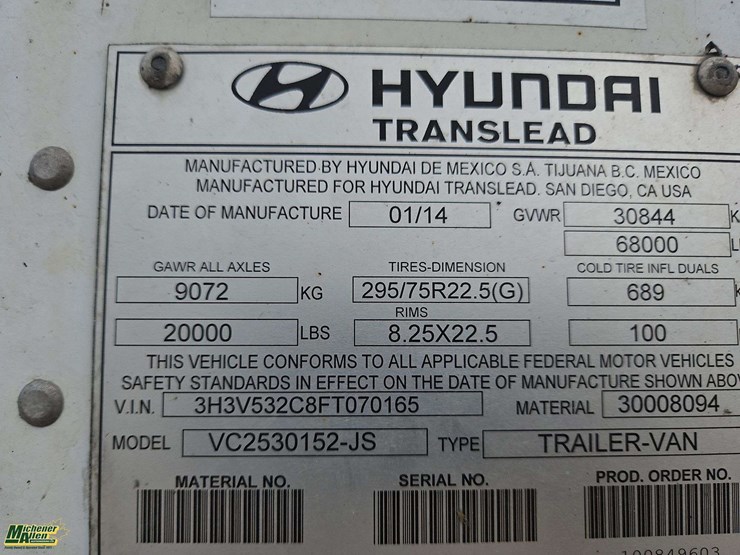 HYUNDAI
TRANSLEAD
MANUFACTURED BY HYUNDAI DE MEXICO S.A. TIJUANA B.C. MEXICO
MANUFACTURED FOR HYUNDAI TRANSLEAD. SAN DIEGO, CA USA
DATE OF MANUFACTURE 01/14 GVWR 30844
68000
GAWR ALL AXLES TIRES-DIMENSION COLD TIRE INFL DUALS
9072 KG 295/75R22.5(G) 689
RIMS
20000 LBS 8.25X22.5 100
THIS VEHICLE CONFORMS TO ALL APPLICABLE FEDERAL MOTOR VEHICLES
SAFETY STANDARDS IN EFFECT ON THE DATE OF MANUFACTURE SHOWN ABOV
V.I.N. 3H3V532C8FT070165 MATERIAL 30008094
MODEL VC2530152-JS TYPE TRAILER-VAN
MATERIAL NO. SERIAL NO. PROD. ORDER NO.
100849603
Michener
Allen